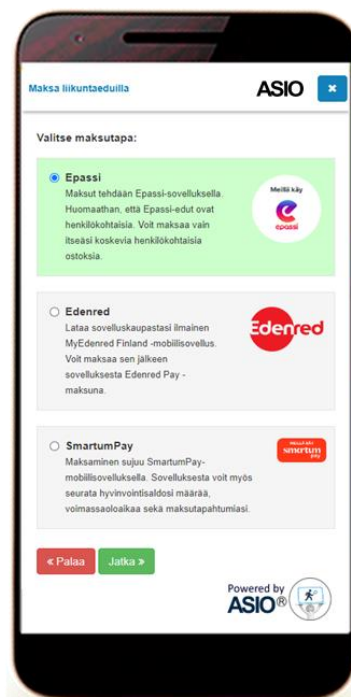 Maksa liikuntaeduilla
ASIO
×
Valitse maksutapa:
Epassi
Maksut tehdään Epassi-sovelluksella.
Huomaathan, että Epassi-edut ovat
henkilökohtaisia. Voit maksaa vain
itseäsi koskevia henkilökohtaisia
ostoksia.
Meillä käy
epassi
Edenred
Lataa sovelluskaupastasi ilmainen
MyEdenred Finland -mobiilisovellus.
Voit maksaa sen jälkeen
sovelluksesta Edenred Pay -
maksuna.
Edenred
SmartumPay
Maksaminen sujuu SmartumPay-
mobiilisovelluksella. Sovelluksesta voit myös
seurata hyvinvointisaldosi määrää,
voimassaoloaikaa sekä maksutapahtumiasi.
MEILLÄ KÄY
smartum
pay
« Palaa
Jatka »
Powered by
ASIO®